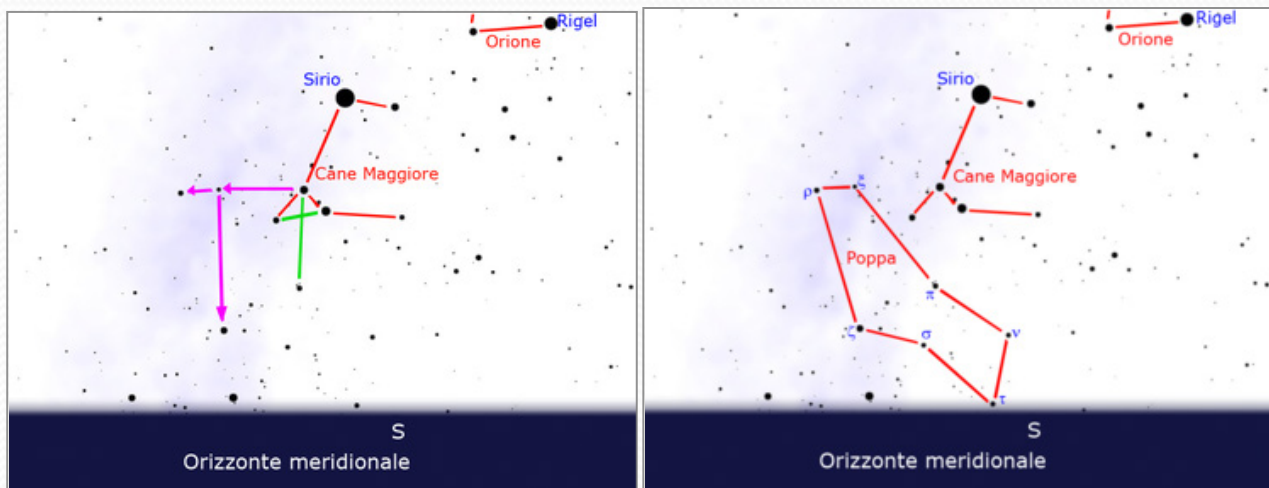 Rigel
Orione
Sirio
Cane Maggiore
S
Orizzonte meridionale
Rigel
Orione
Sirio
Cane Maggiore
ρ
ξ
Poppa
π
ζ
σ
ν
τ
S
Orizzonte meridionale